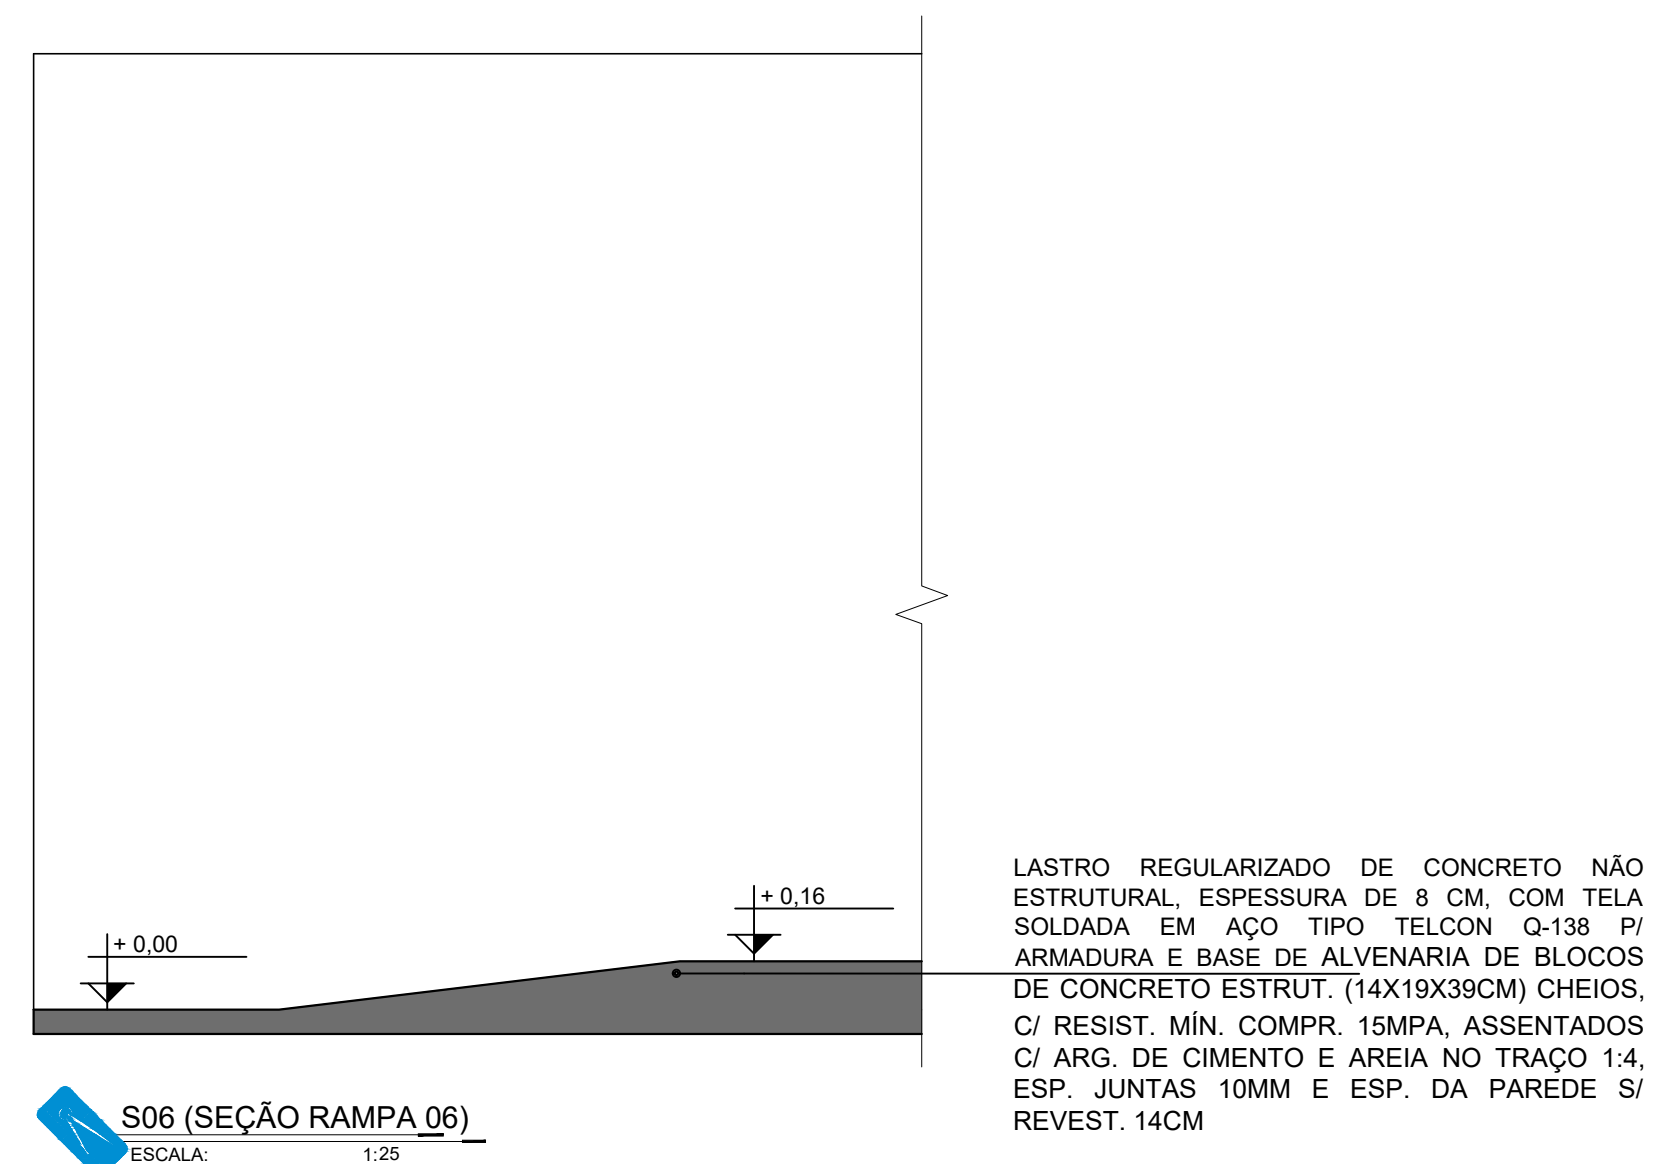 + 0,16
+ 0,00
LASTRO REGULARIZADO DE CONCRETO NÃO
ESTRUTURAL, ESPESSURA DE 8 CM, COM TELA
SOLDADA EM AÇO TIPO TELCON Q-138 P/
ARMADURA E BASE DE ALVENARIA DE BLOCOS
DE CONCRETO ESTRUT. (14X19X39CM) CHEIOS,
C/ RESIST. MÍN. COMPR. 15MPA, ASSENTADOS
C/ ARG. DE CIMENTO E AREIA NO TRAÇO 1:4,
ESP. JUNTAS 10MM E ESP. DA PAREDE S/
REVEST. 14CM
S06 (SEÇÃO RAMPA 06)
ESCALA: 1:25